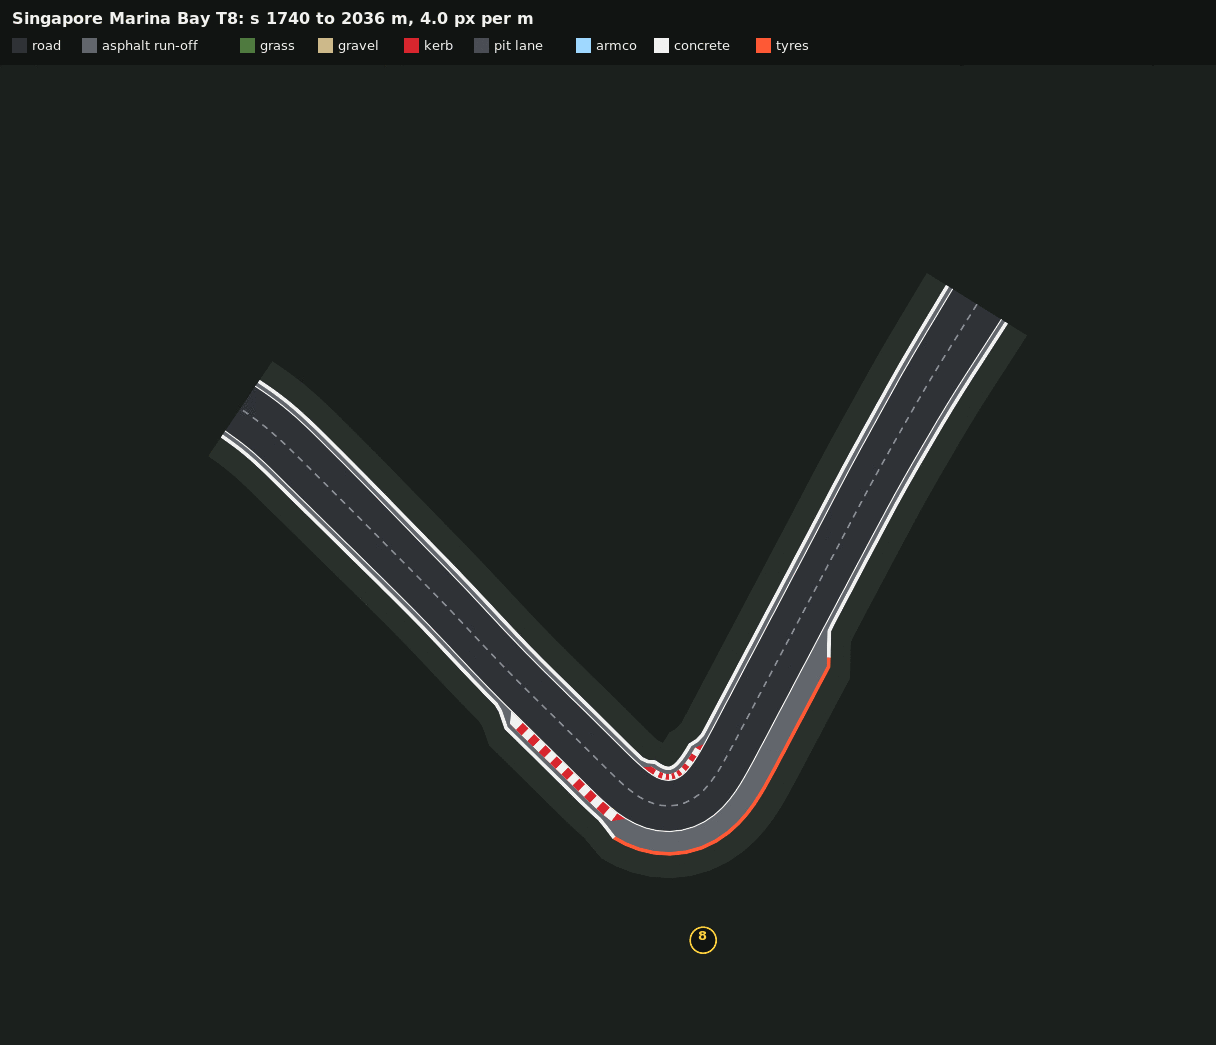 Singapore Marina Bay T8: s 1740 to 2036 m, 4.0 px per m
road asphalt run-off grass gravel kerb pit lane armco concrete tyres
8